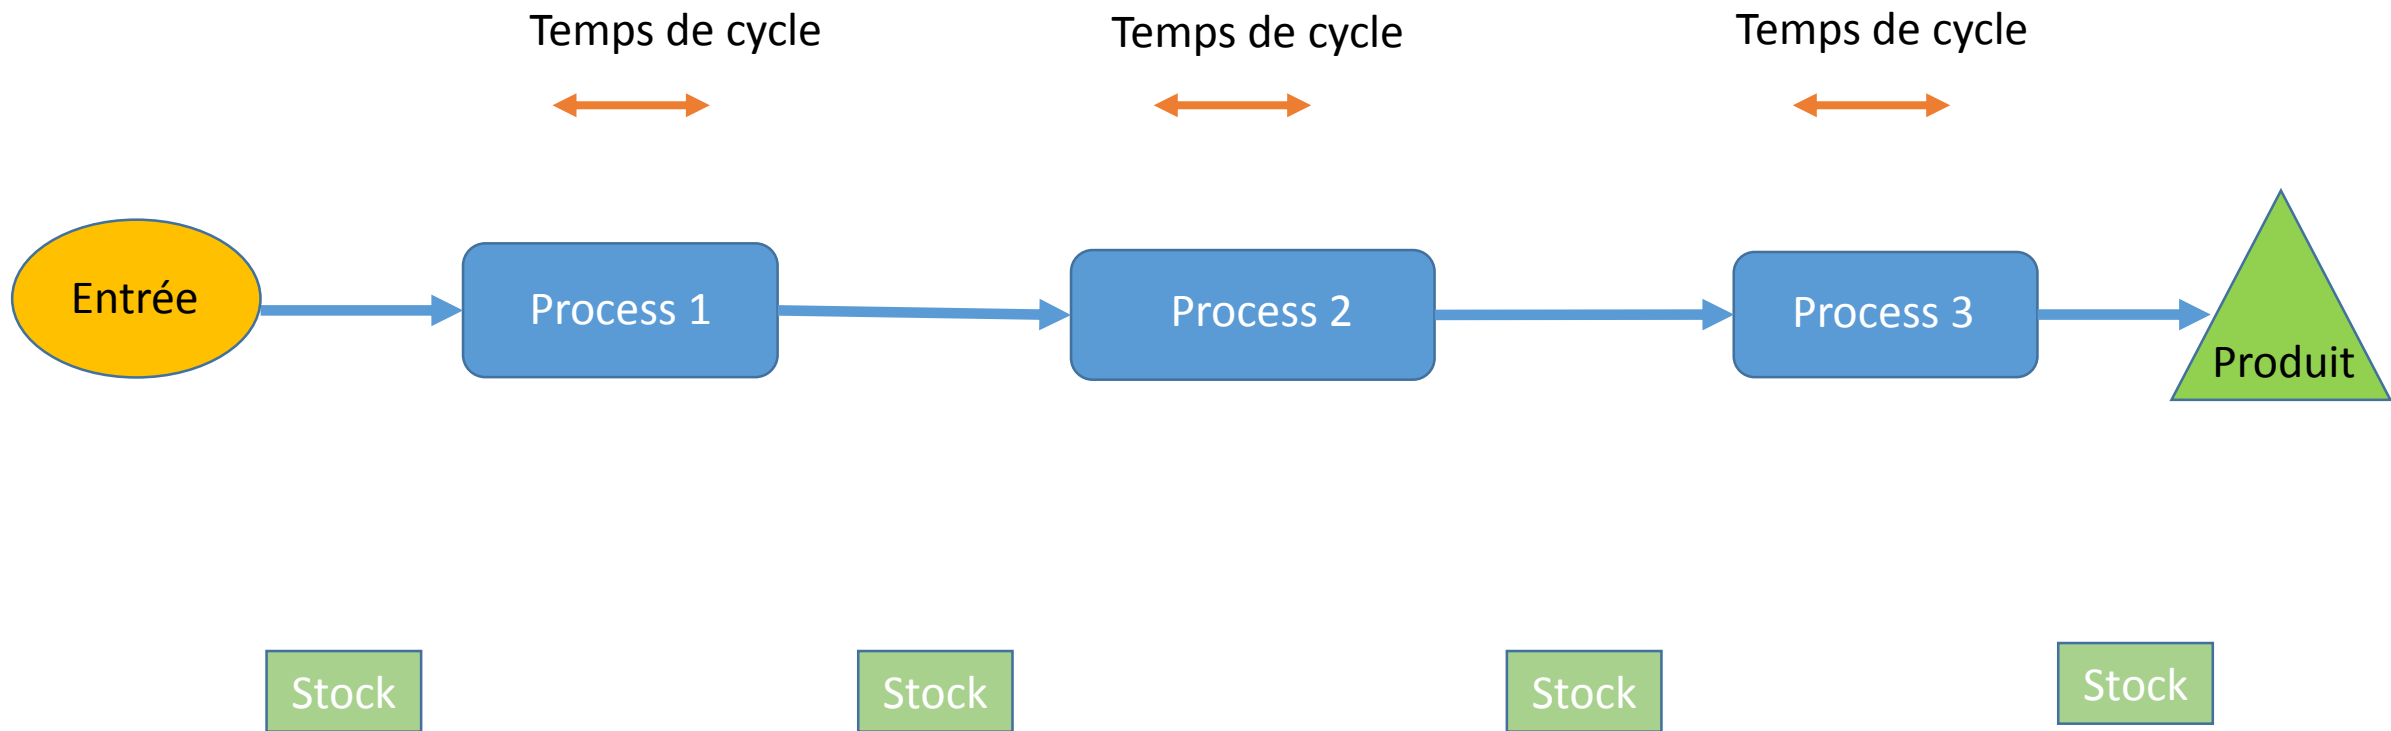 Temps de cycle
Temps de cycle
Temps de cycle
Entrée
Process 1
Process 2
Process 3
Produit
Stock
Stock
Stock
Stock